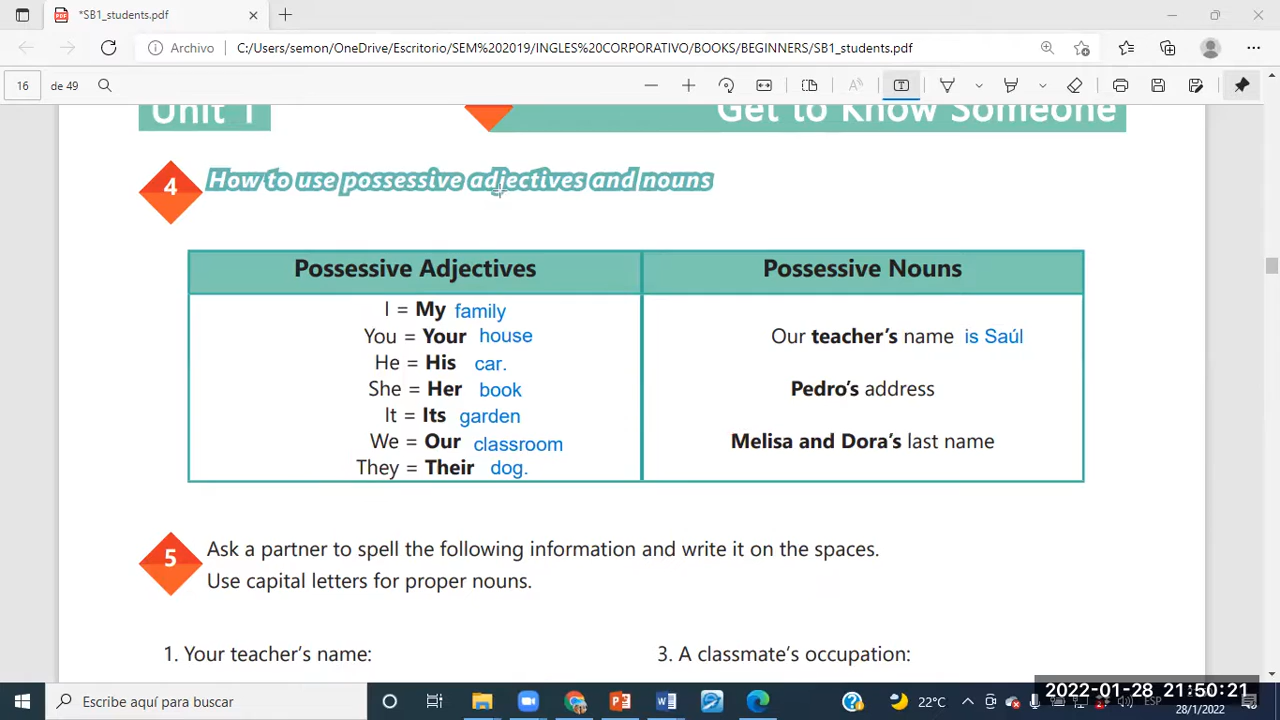 *SB1_students.pdf
Archivo C:/Users/semon/OneDrive/Escritorio/SEM%202019/INGLES%20CORPORATIVO/BOOKS/BEGINNERS/SB1_students.pdf
16 de 49
Unit 1 Get to Know Someone
4 How to use possessive adjectives and nouns
Possessive Adjectives
I = My family
You = Your house
He = His car.
She = Her book
It = Its garden
We = Our classroom
They = Their dog.
Possessive Nouns
Our teacher's name is Saúl
Pedro's address
Melisa and Dora's last name
5 Ask a partner to spell the following information and write it on the spaces.
Use capital letters for proper nouns.
1. Your teacher's name:
3. A classmate's occupation:
Escribe aquí para buscar
22°C
ESP
2022-01-28 21:50:21
28/1/2022